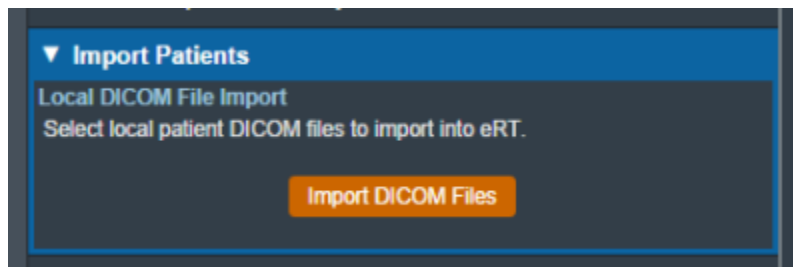 Import Patients
Local DICOM File Import
Select local patient DICOM files to import into eRT.
Import DICOM Files